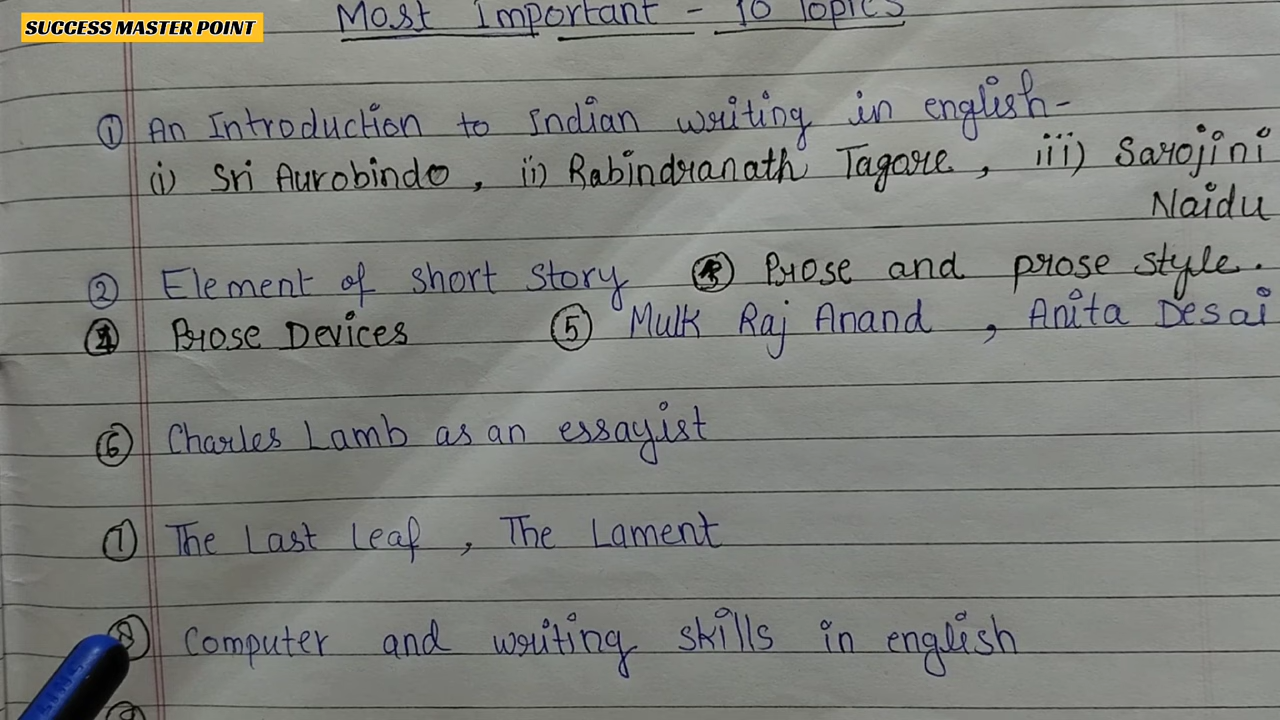 SUCCESS MASTER POINT
Most Important - 10 Topics
① An Introduction to Indian writing in english-
(i) Sri Aurobindo, ii) Rabindranath Tagore, iii) Sarojini
Naidu
② Element of short story ③ Prose and prose style.
④ Prose Devices ⑤ Mulk Raj Anand, Anita Desai
⑥ Charles Lamb as an essayist
⑦ The Last leaf, The Lament
⑧ Computer and writing skills in english
⑨